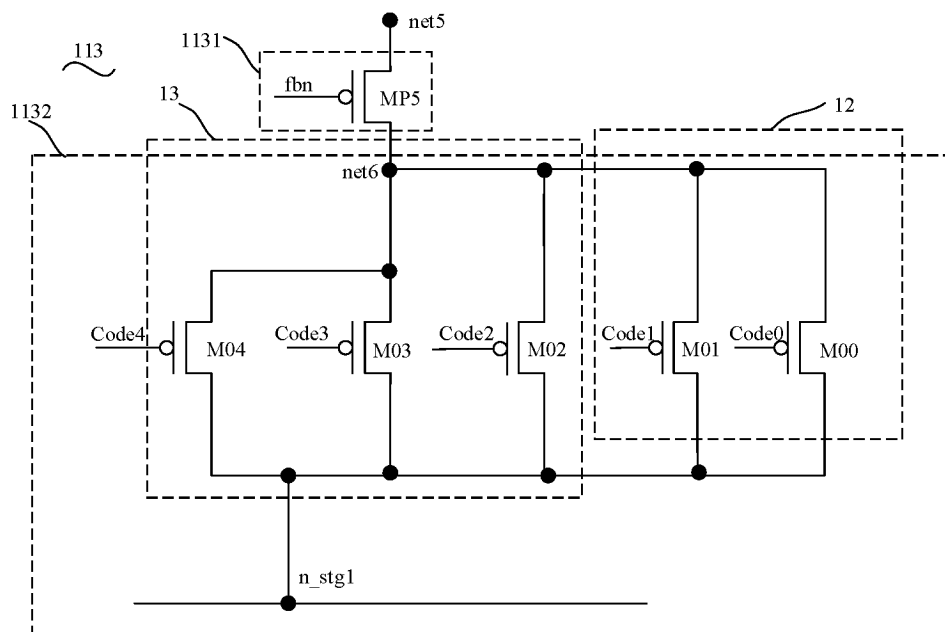 net5
1131
113
fbn
MP5
13
12
1132
net6
Code4
Code3
Code2
Code1
Code0
M04
M03
M02
M01
M00
n_stg1